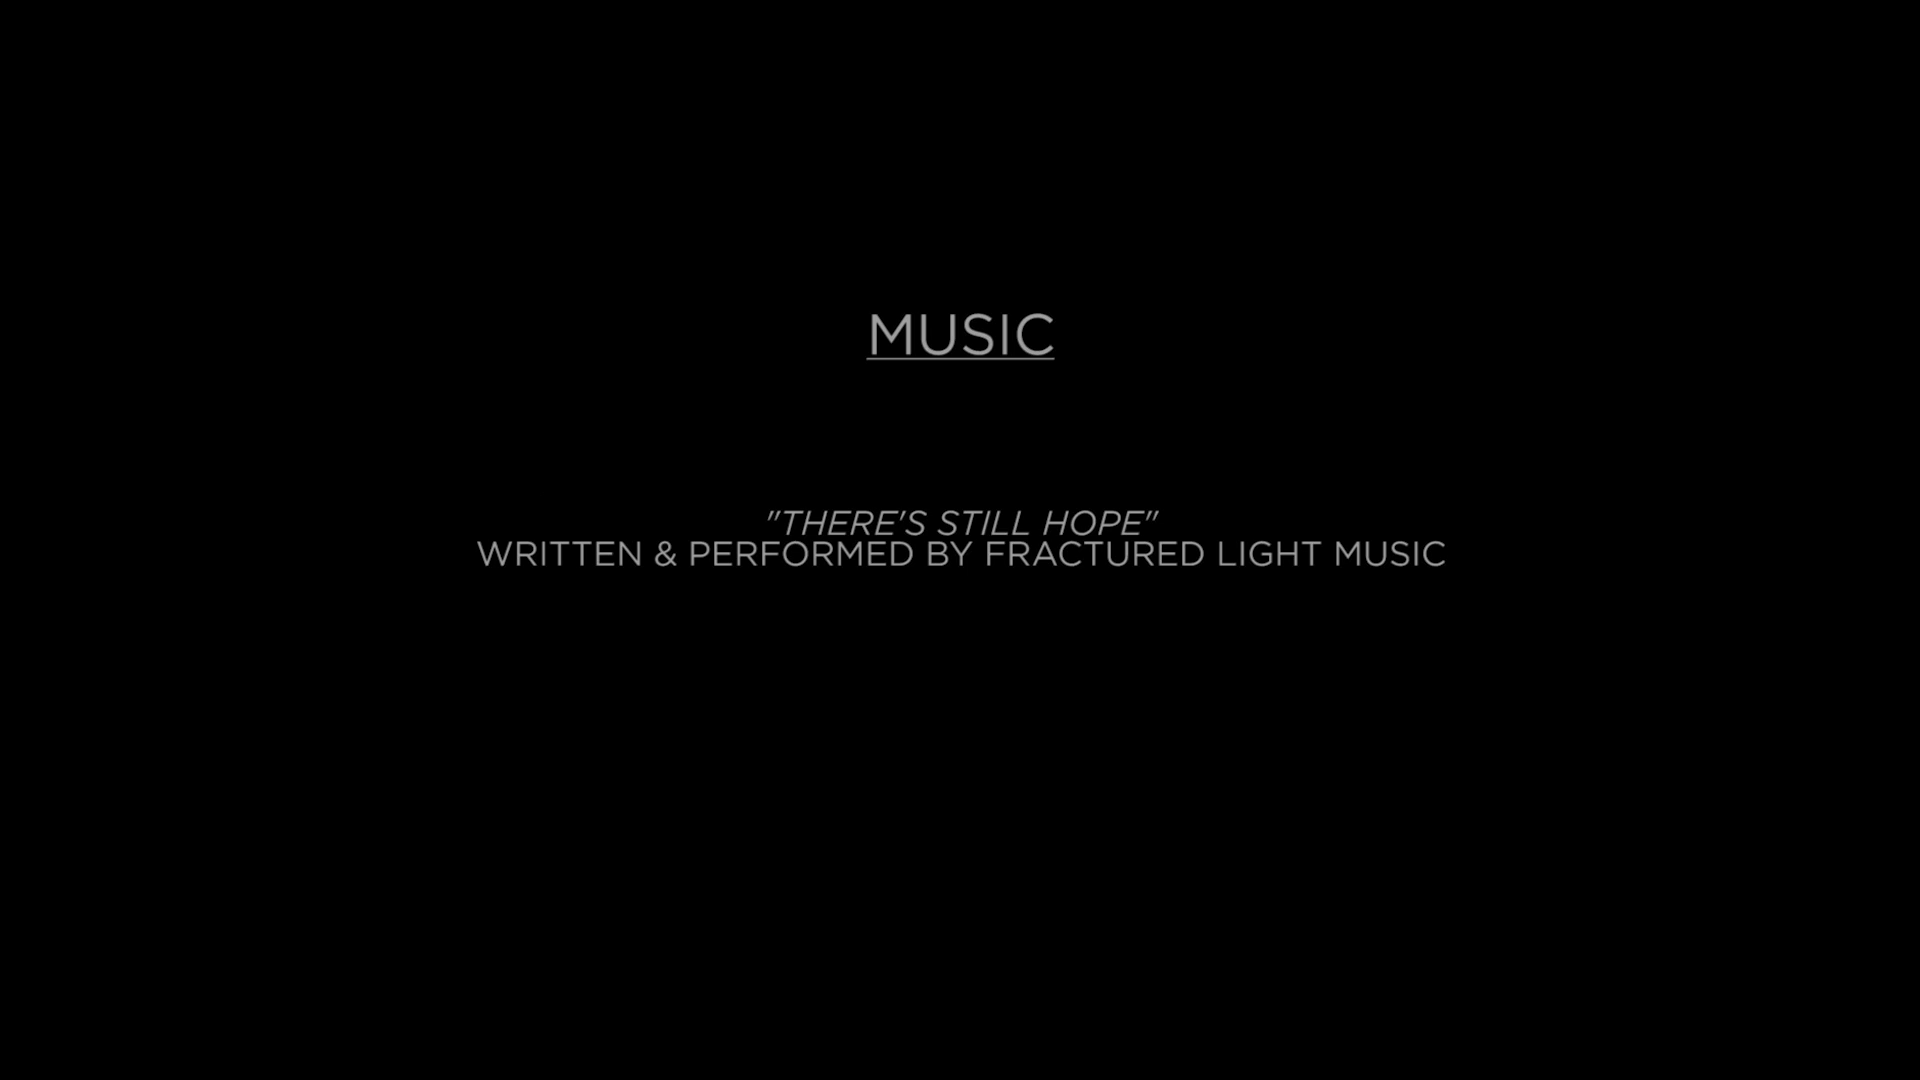 MUSIC
"THERE'S STILL HOPE"
WRITTEN & PERFORMED BY FRACTURED LIGHT MUSIC